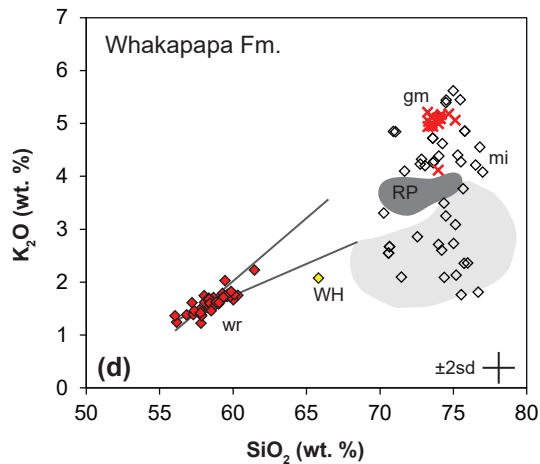 Whakapapa Fm.
7
6
5
4
3
2
1
0
K₂O (wt. %)
gm
mi
RP
WH
wr
(d)
±2sd
50 55 60 65 70 75 80
SiO₂ (wt. %)